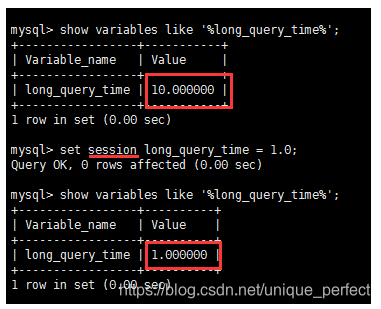 mysql> show variables like '%long_query_time%';
+-----------------+-----------+
| Variable_name   | Value     |
+-----------------+-----------+
| long_query_time | 10.000000 |
+-----------------+-----------+
1 row in set (0.00 sec)
mysql> set session long_query_time = 1.0;
Query OK, 0 rows affected (0.00 sec)
mysql> show variables like '%long_query_time%';
+-----------------+----------+
| Variable_name   | Value    |
+-----------------+----------+
| long_query_time | 1.000000 |
+-----------------+----------+
1 row in set (0.00 sec)
https://blog.csdn.net/unique_perfect